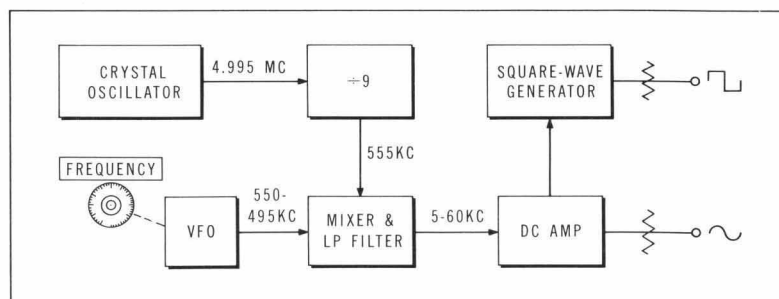 CRYSTAL
OSCILLATOR
4.995 MC
÷9
SQUARE-WAVE
GENERATOR
555KC
FREQUENCY
VFO
550-
495KC
MIXER &
LP FILTER
5-60KC
DC AMP